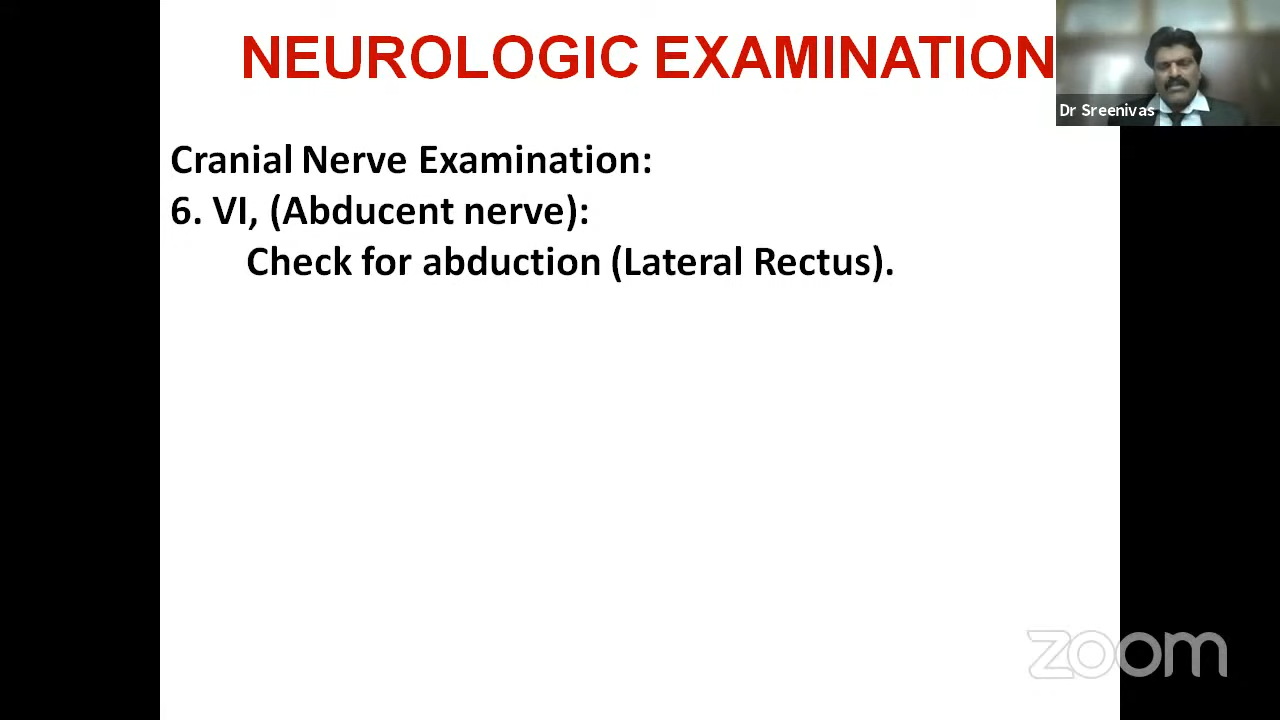 NEUROLOGIC EXAMINATION
Dr Sreenivas
Cranial Nerve Examination:
6. VI, (Abducent nerve):
Check for abduction (Lateral Rectus).
zoom